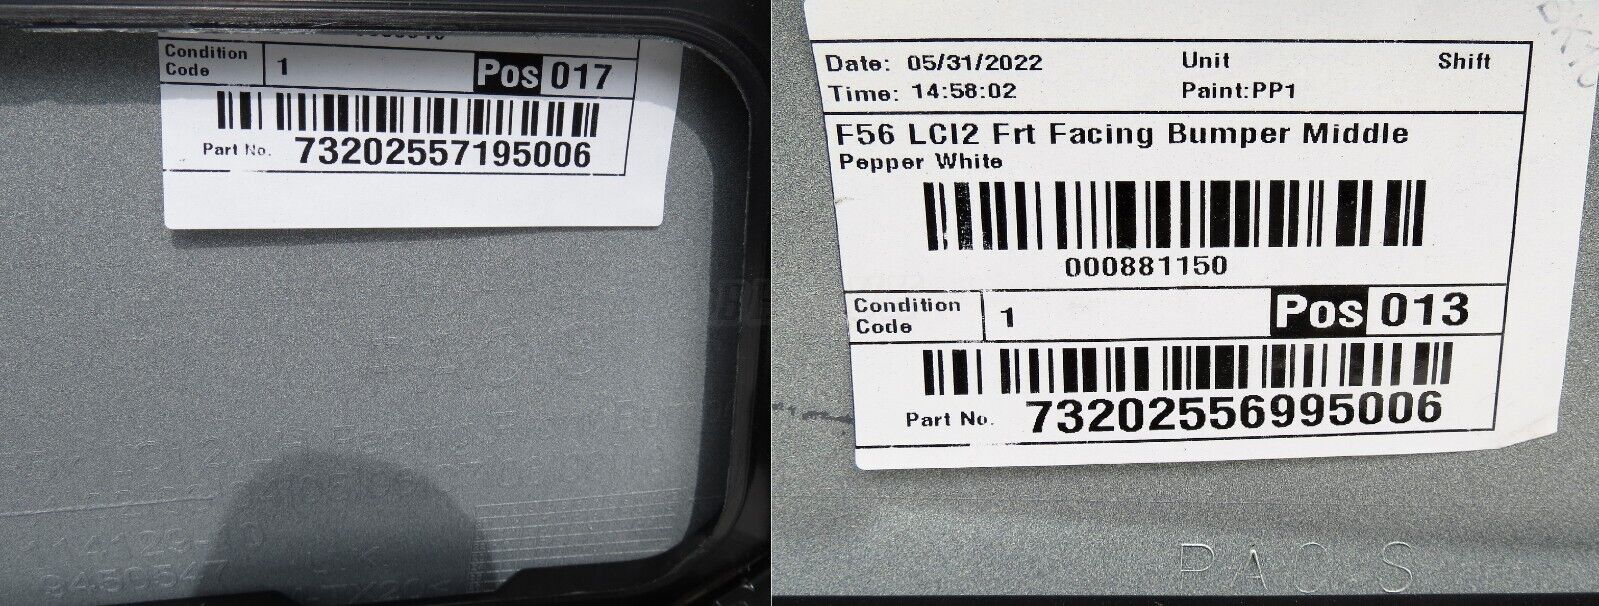 Condition
Code
1
Pos 017
Part No. 73202557195006
Date: 05/31/2022 Unit Shift
Time: 14:58:02 Paint:PP1
F56 LCI2 Frt Facing Bumper Middle
Pepper White
000881150
Condition
Code
1
Pos 013
Part No. 73202556995006
PAC S